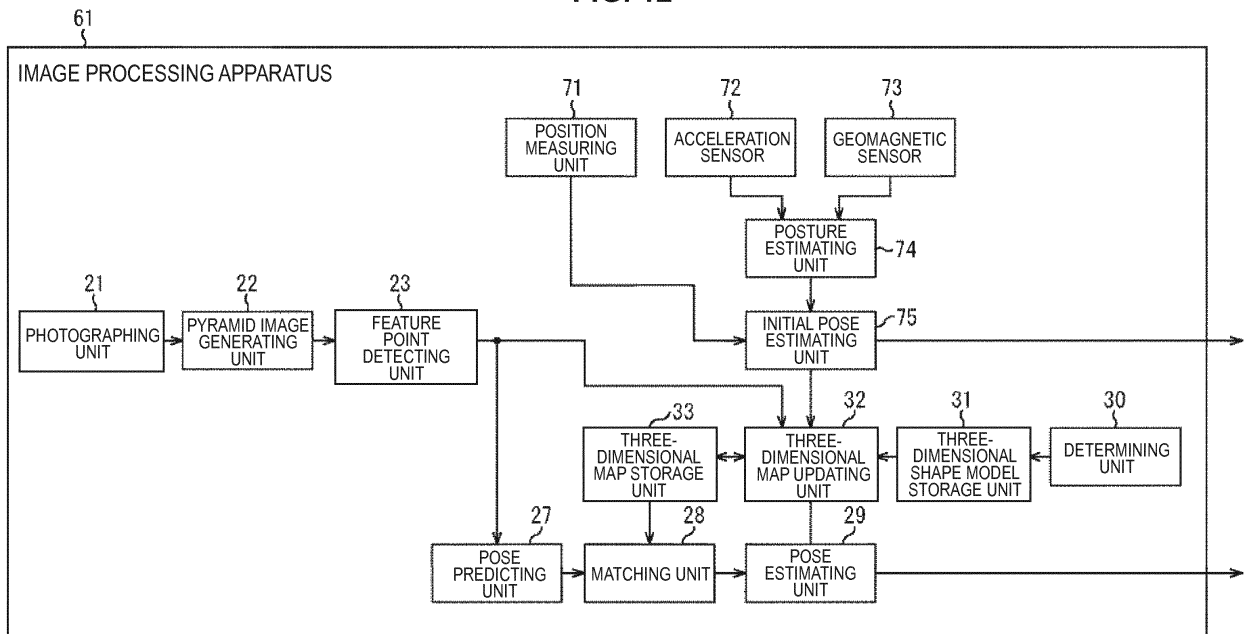 61
IMAGE PROCESSING APPARATUS
71
POSITION
MEASURING
UNIT
72
ACCELERATION
SENSOR
73
GEOMAGNETIC
SENSOR
POSTURE
ESTIMATING
UNIT
74
21
PHOTOGRAPHING
UNIT
22
PYRAMID IMAGE
GENERATING
UNIT
23
FEATURE
POINT
DETECTING
UNIT
INITIAL POSE
ESTIMATING
UNIT
75
33
THREE-
DIMENSIONAL
MAP STORAGE
UNIT
32
THREE-
DIMENSIONAL
MAP UPDATING
UNIT
31
THREE-
DIMENSIONAL
SHAPE MODEL
STORAGE UNIT
30
DETERMINING
UNIT
27
POSE
PREDICTING
UNIT
28
MATCHING UNIT
29
POSE
ESTIMATING
UNIT